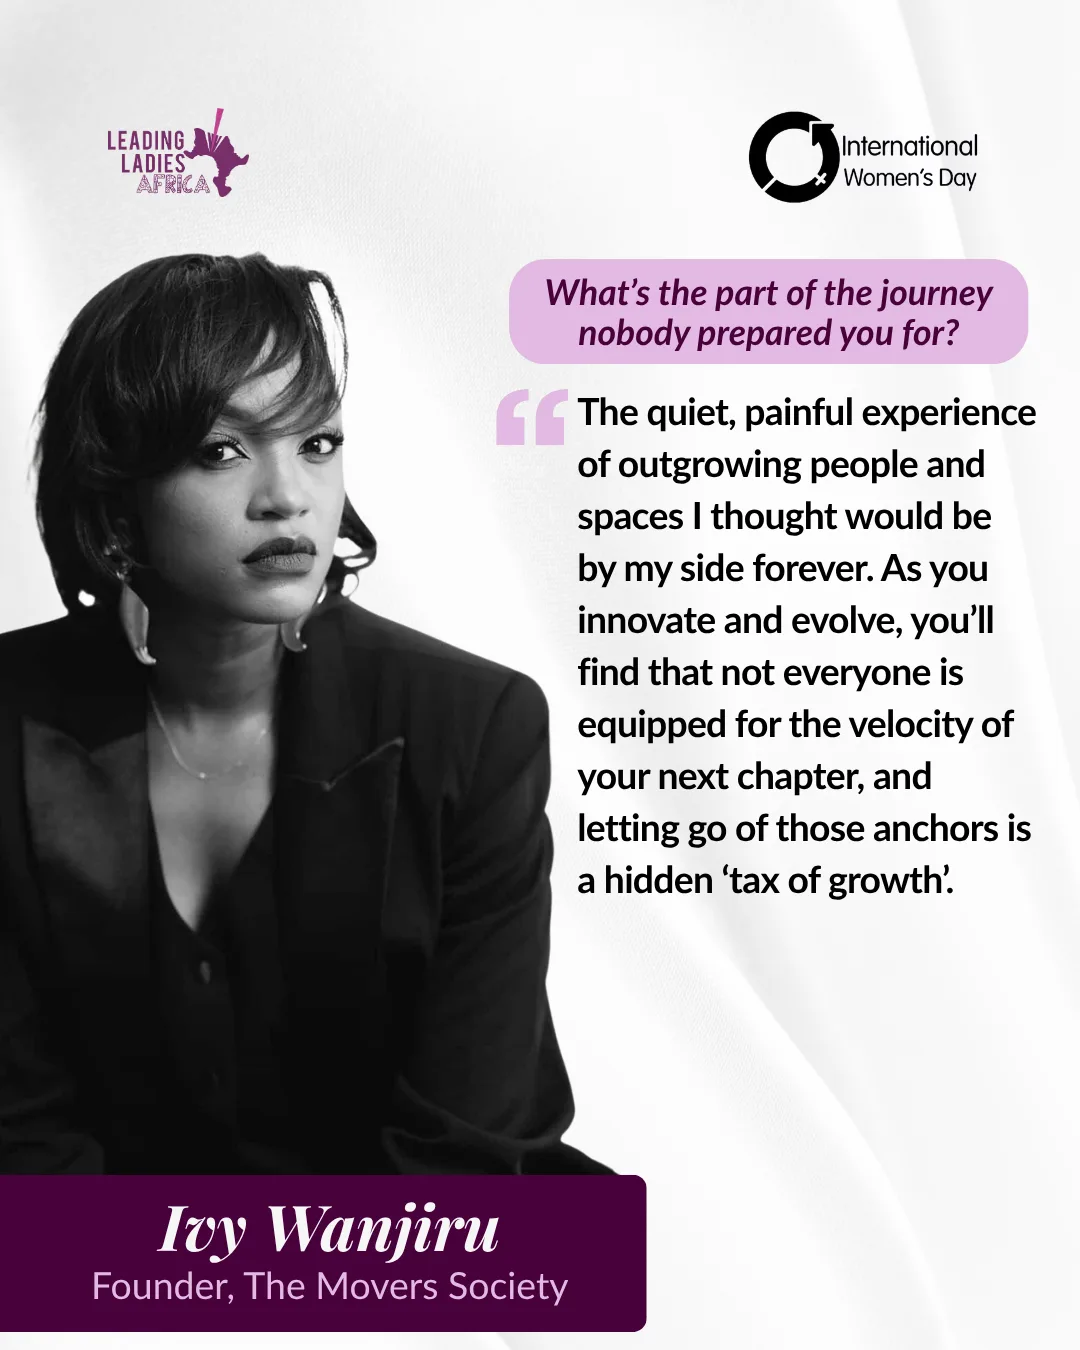 LEADING
LADIES
AFRICA
International
Women's Day
What's the part of the journey
nobody prepared you for?
“The quiet, painful experience
of outgrowing people and
spaces I thought would be
by my side forever. As you
innovate and evolve, you'll
find that not everyone is
equipped for the velocity of
your next chapter, and
letting go of those anchors is
a hidden ‘tax of growth’.
Ivy Wanjiru
Founder, The Movers Society